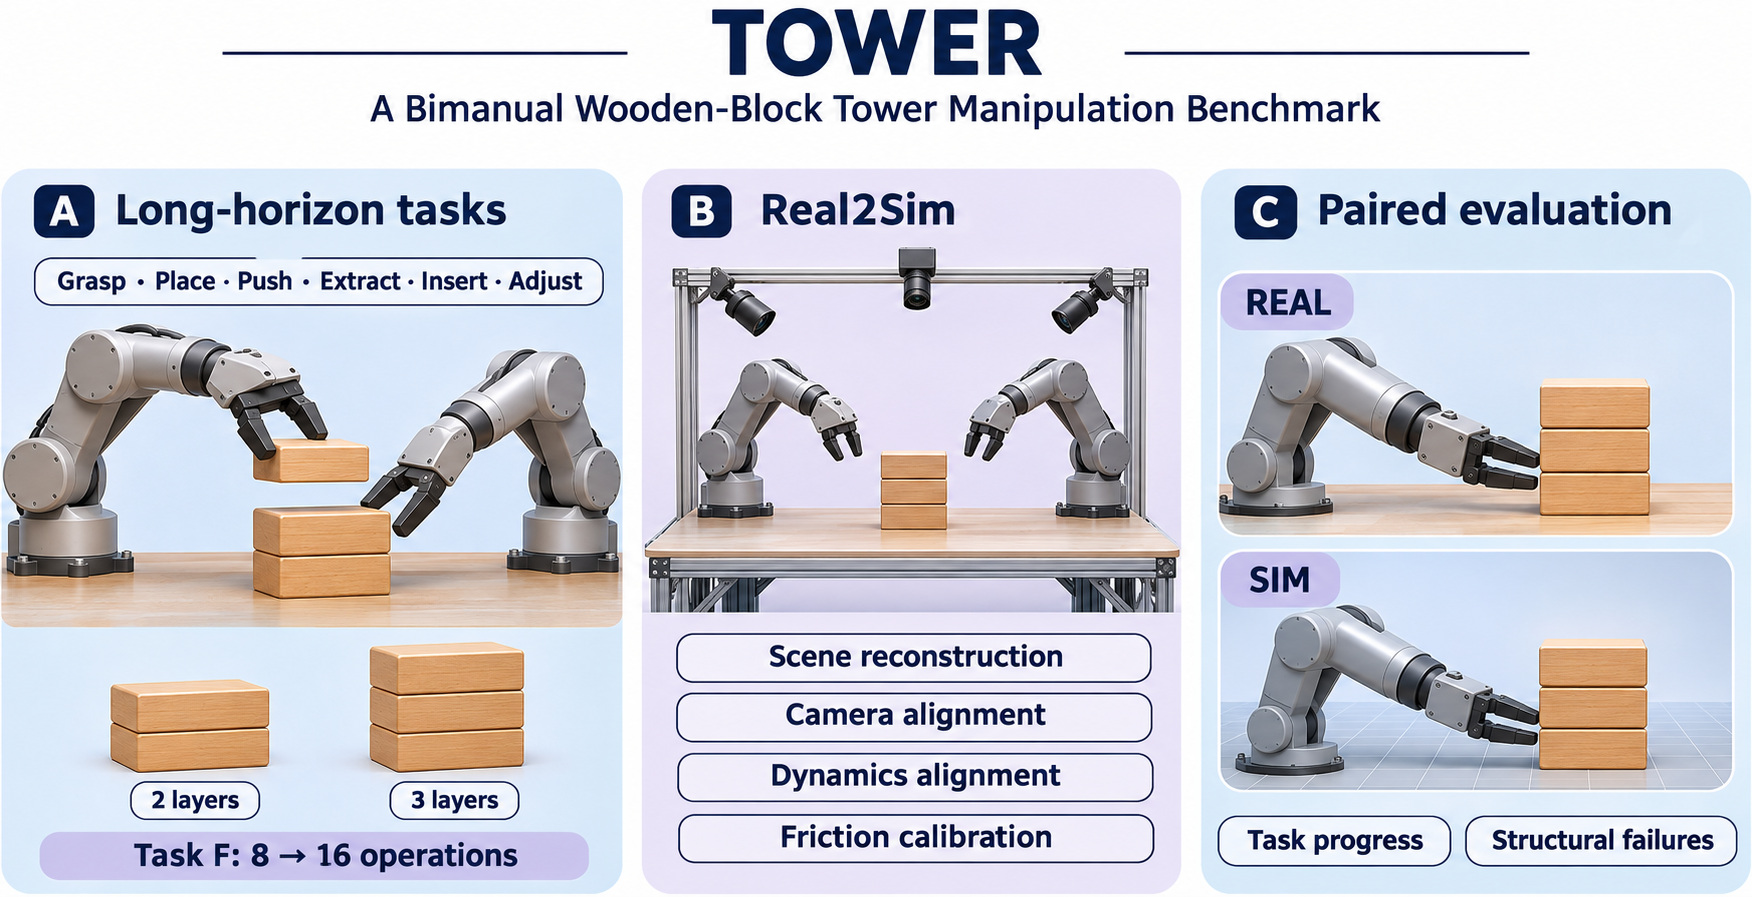 TOWER
A Bimanual Wooden-Block Tower Manipulation Benchmark
A Long-horizon tasks
Grasp · Place · Push · Extract · Insert · Adjust
2 layers
3 layers
Task F: 8 → 16 operations
B Real2Sim
Scene reconstruction
Camera alignment
Dynamics alignment
Friction calibration
C Paired evaluation
REAL
SIM
Task progress
Structural failures